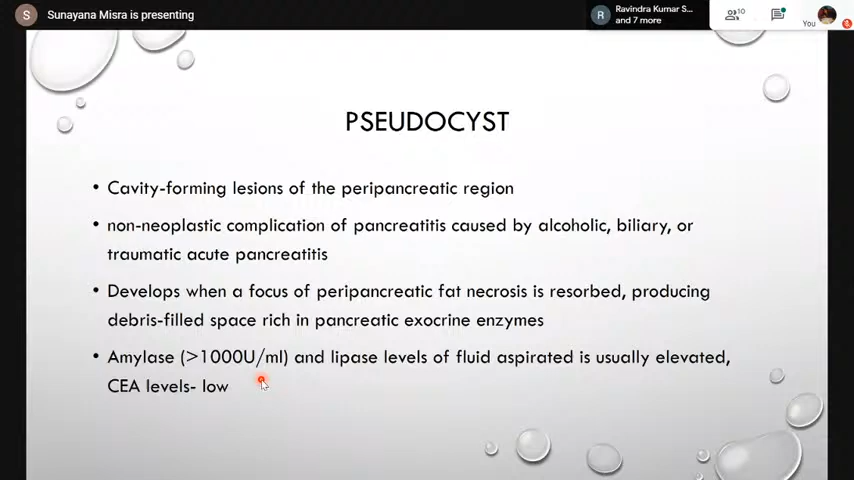 S Sunayana Misra is presenting
R Ravindra Kumar S...
and 7 more
10
You
PSEUDOCYST
• Cavity-forming lesions of the peripancreatic region
• non-neoplastic complication of pancreatitis caused by alcoholic, biliary, or
traumatic acute pancreatitis
• Develops when a focus of peripancreatic fat necrosis is resorbed, producing
debris-filled space rich in pancreatic exocrine enzymes
• Amylase (>1000U/ml) and lipase levels of fluid aspirated is usually elevated,
CEA levels- low